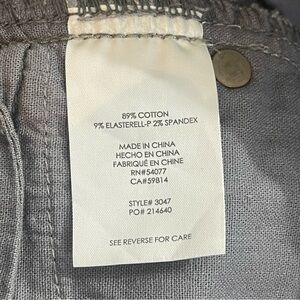 89% COTTON
9% ELASTERELL-P 2% SPANDEX
MADE IN CHINA
HECHO EN CHINA
FABRIQUÉ EN CHINE
RN#54077
CA#59814
STYLE# 3047
PO# 214640
SEE REVERSE FOR CARE